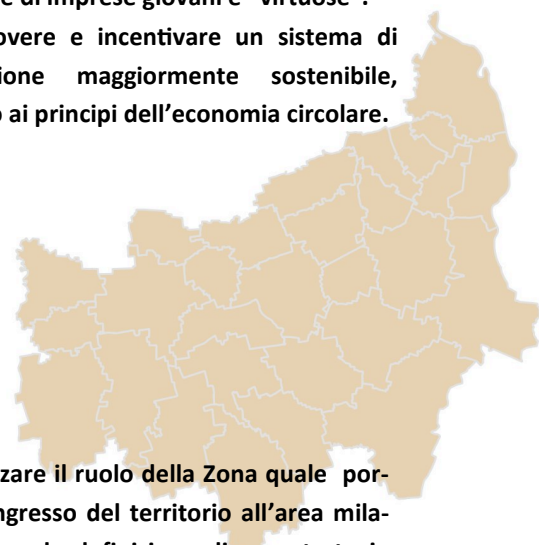 e di imprese giovani e "virtuose".
overe e incentivare un sistema di
ione maggiormente sostenibile,
o ai principi dell'economia circolare.
zare il ruolo della Zona quale por-
ngresso del territorio all'area mila-